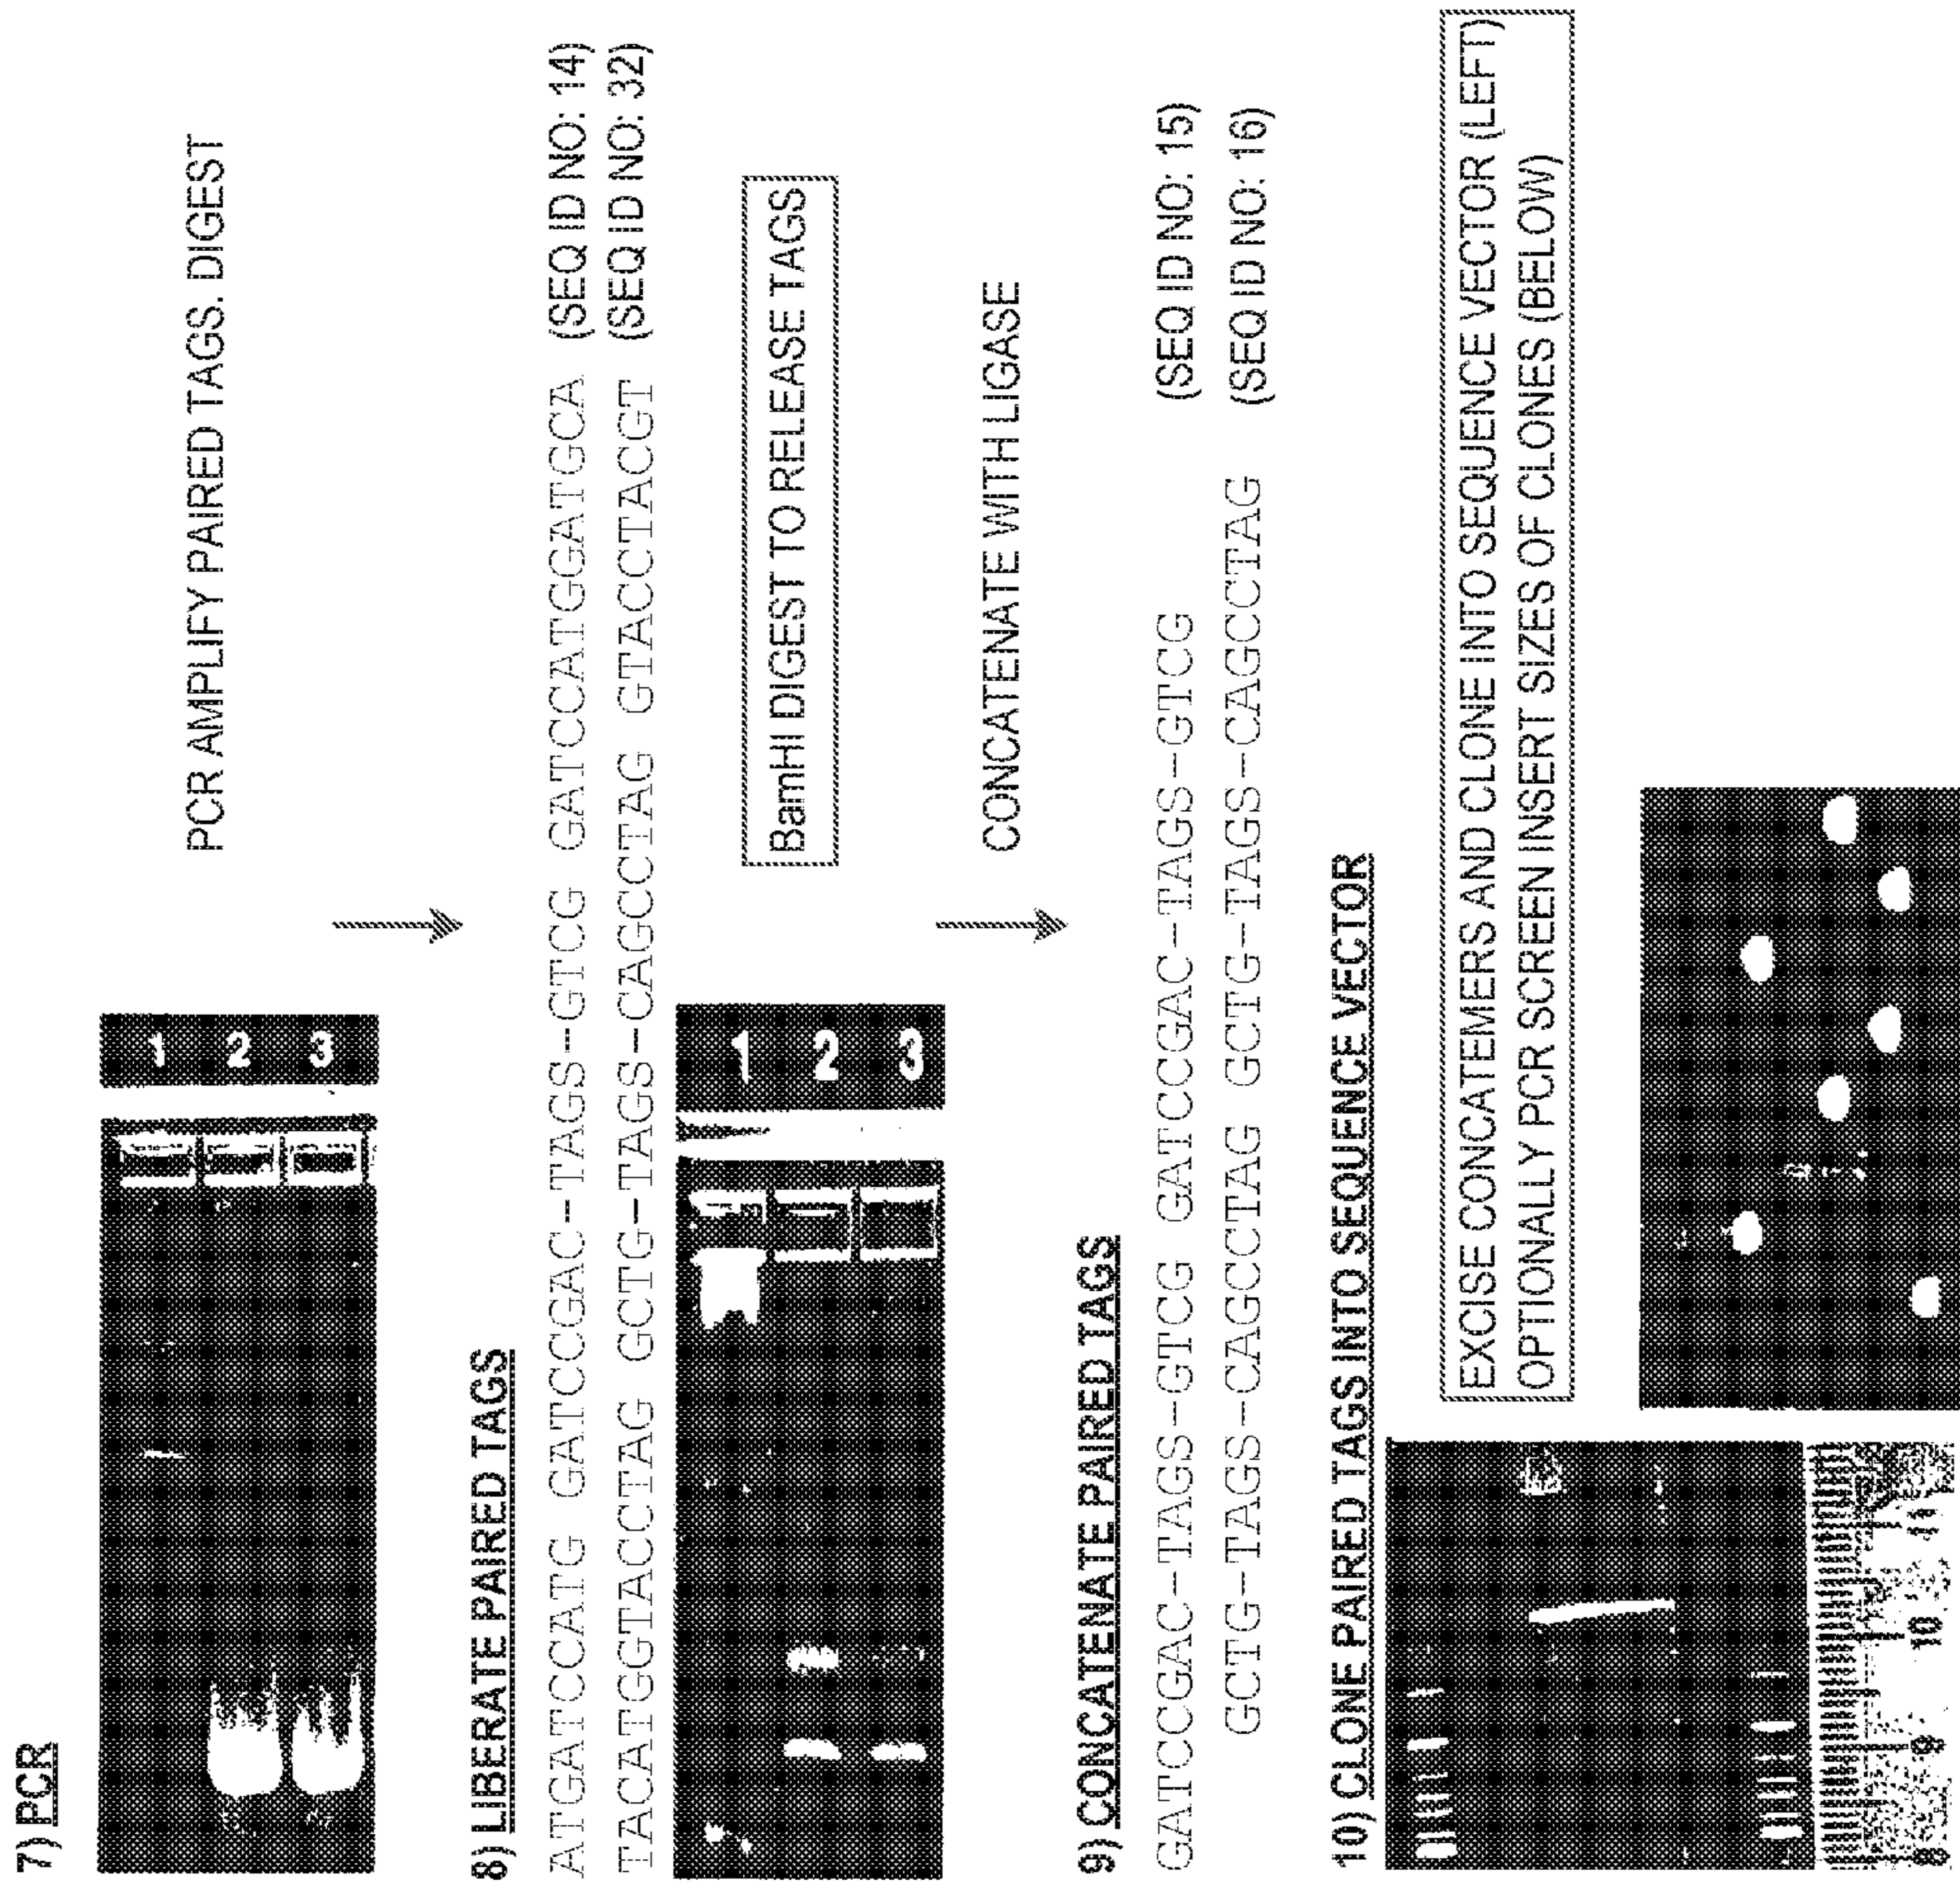 7) PCR
1
2
3
PCR AMPLIFY PAIRED TAGS. DIGEST
8) LIBERATE PAIRED TAGS
ATGATCCATG GATCCGAC-TAGS-GTCG GATCCATGGATGCA (SEQ ID NO: 14)
TACATGGTACCTAG GCTG-TAGS-CAGCCTAG GTACCTACGT (SEQ ID NO: 32)
1
2
3
BamHI DIGEST TO RELEASE TAGS
CONCATENATE WITH LIGASE
9) CONCATENATE PAIRED TAGS
GATCCGAC-TAGS-GTCG GATCCGAC-TAGS-GTCG (SEQ ID NO: 15)
GCTG-TAGS-CAGCCTAG GCTG-TAGS-CAGCCTAG (SEQ ID NO: 16)
10) CLONE PAIRED TAGS INTO SEQUENCE VECTOR
EXCISE CONCATEMERS AND CLONE INTO SEQUENCE VECTOR (LEFT)
OPTIONALLY PCR SCREEN INSERT SIZES OF CLONES (BELOW)
8 9 10 11